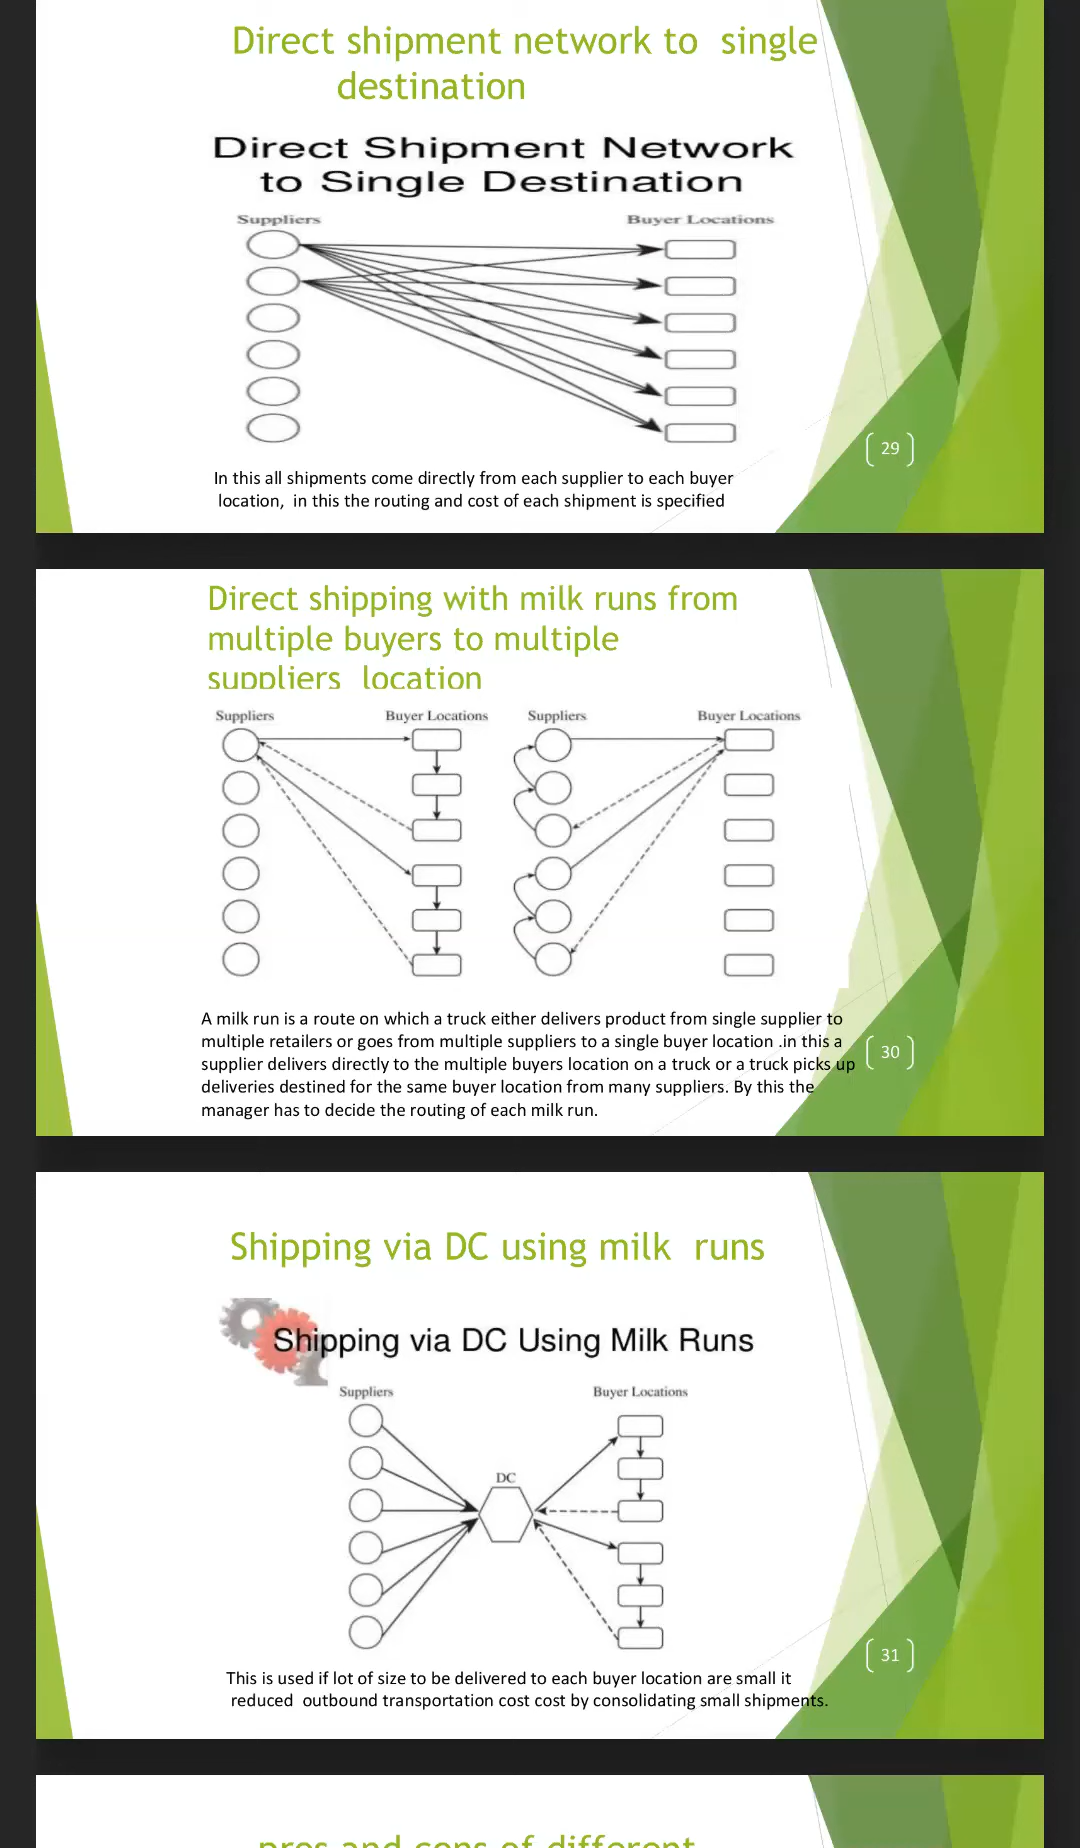 Direct shipment network to single
destination
Direct Shipment Network
to Single Destination
Suppliers
Buyer Locations
In this all shipments come directly from each supplier to each buyer
location, in this the routing and cost of each shipment is specified
29
Direct shipping with milk runs from
multiple buyers to multiple
suppliers location
Suppliers
Buyer Locations
Suppliers
Buyer Locations
A milk run is a route on which a truck either delivers product from single supplier to
multiple retailers or goes from multiple suppliers to a single buyer location .in this a
supplier delivers directly to the multiple buyers location on a truck or a truck picks up
deliveries destined for the same buyer location from many suppliers. By this the
manager has to decide the routing of each milk run.
30
Shipping via DC using milk runs
Shipping via DC Using Milk Runs
Suppliers
Buyer Locations
DC
This is used if lot of size to be delivered to each buyer location are small it
reduced outbound transportation cost cost by consolidating small shipments.
31
pros and cons of different